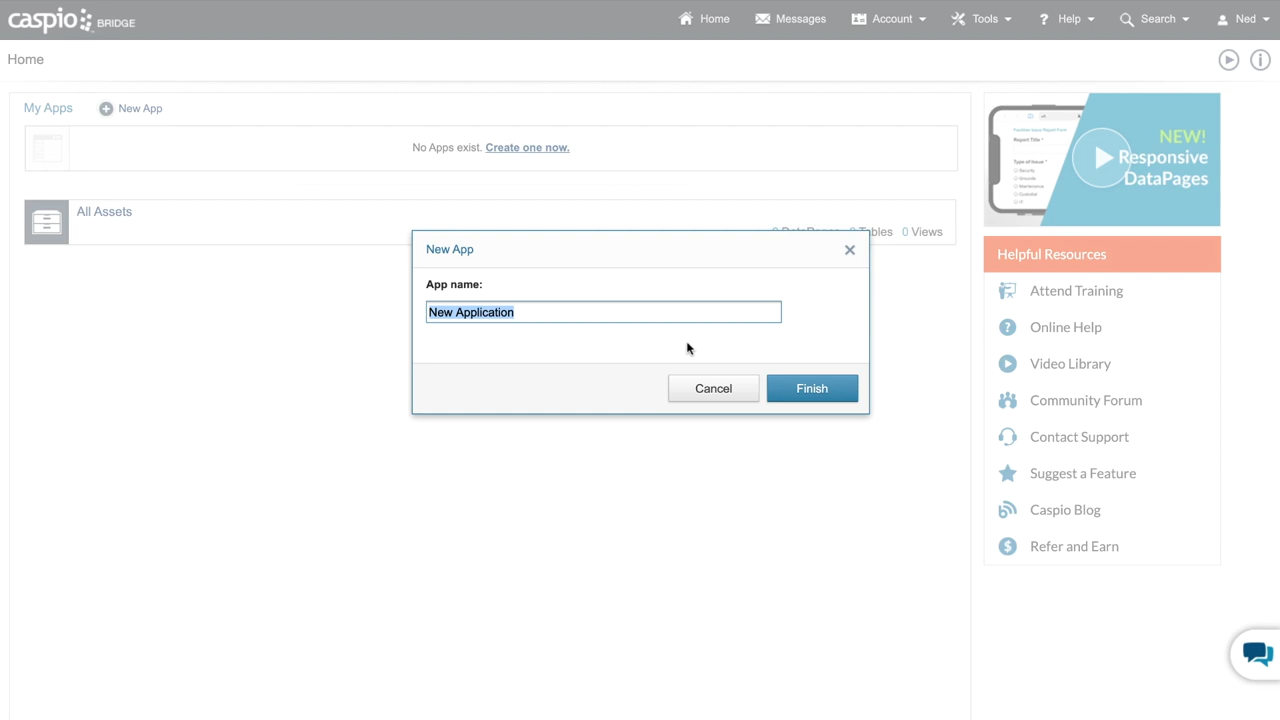 caspio BRIDGE
Home
Messages
Account
Tools
? Help
Search
Ned
Home
My Apps
New App
No Apps exist. Create one now.
All Assets
0 Views
New App
App name:
New Application
Cancel
Finish
NEW!
Responsive
DataPages
Helpful Resources
Attend Training
Online Help
Video Library
Community Forum
Contact Support
Suggest a Feature
Caspio Blog
Refer and Earn